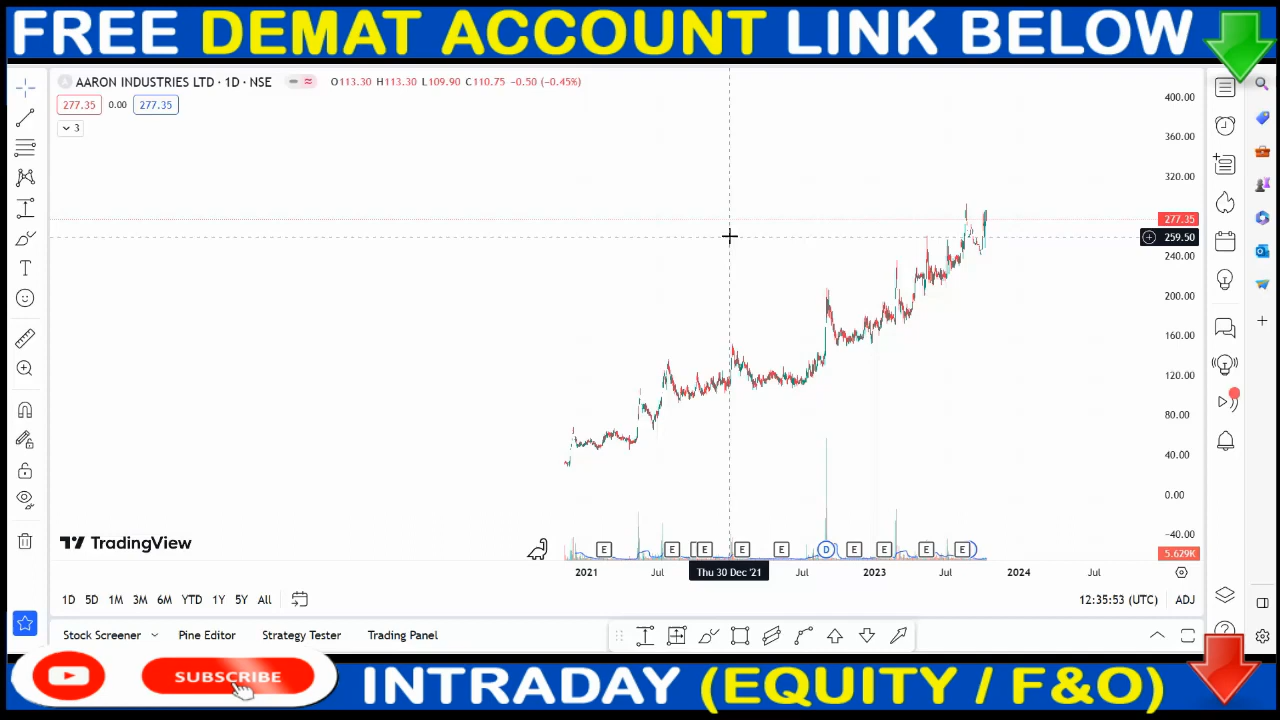 FREE DEMAT ACCOUNT LINK BELOW
AARON INDUSTRIES LTD · 1D · NSE
O113.30 H113.30 L109.90 C110.75 -0.50 (-0.45%)
277.35 0.00 277.35
3
400.00
360.00
320.00
277.35
259.50
240.00
200.00
160.00
120.00
80.00
40.00
0.00
-40.00
5.629K
E E E E E D E E E E
TradingView
2021 Jul Thu 30 Dec '21 Jul 2023 Jul 2024 Jul
1D 5D 1M 3M 6M YTD 1Y 5Y All
12:35:53 (UTC) ADJ
Stock Screener Pine Editor Strategy Tester Trading Panel
SUBSCRIBE
INTRADAY (EQUITY / F&O)